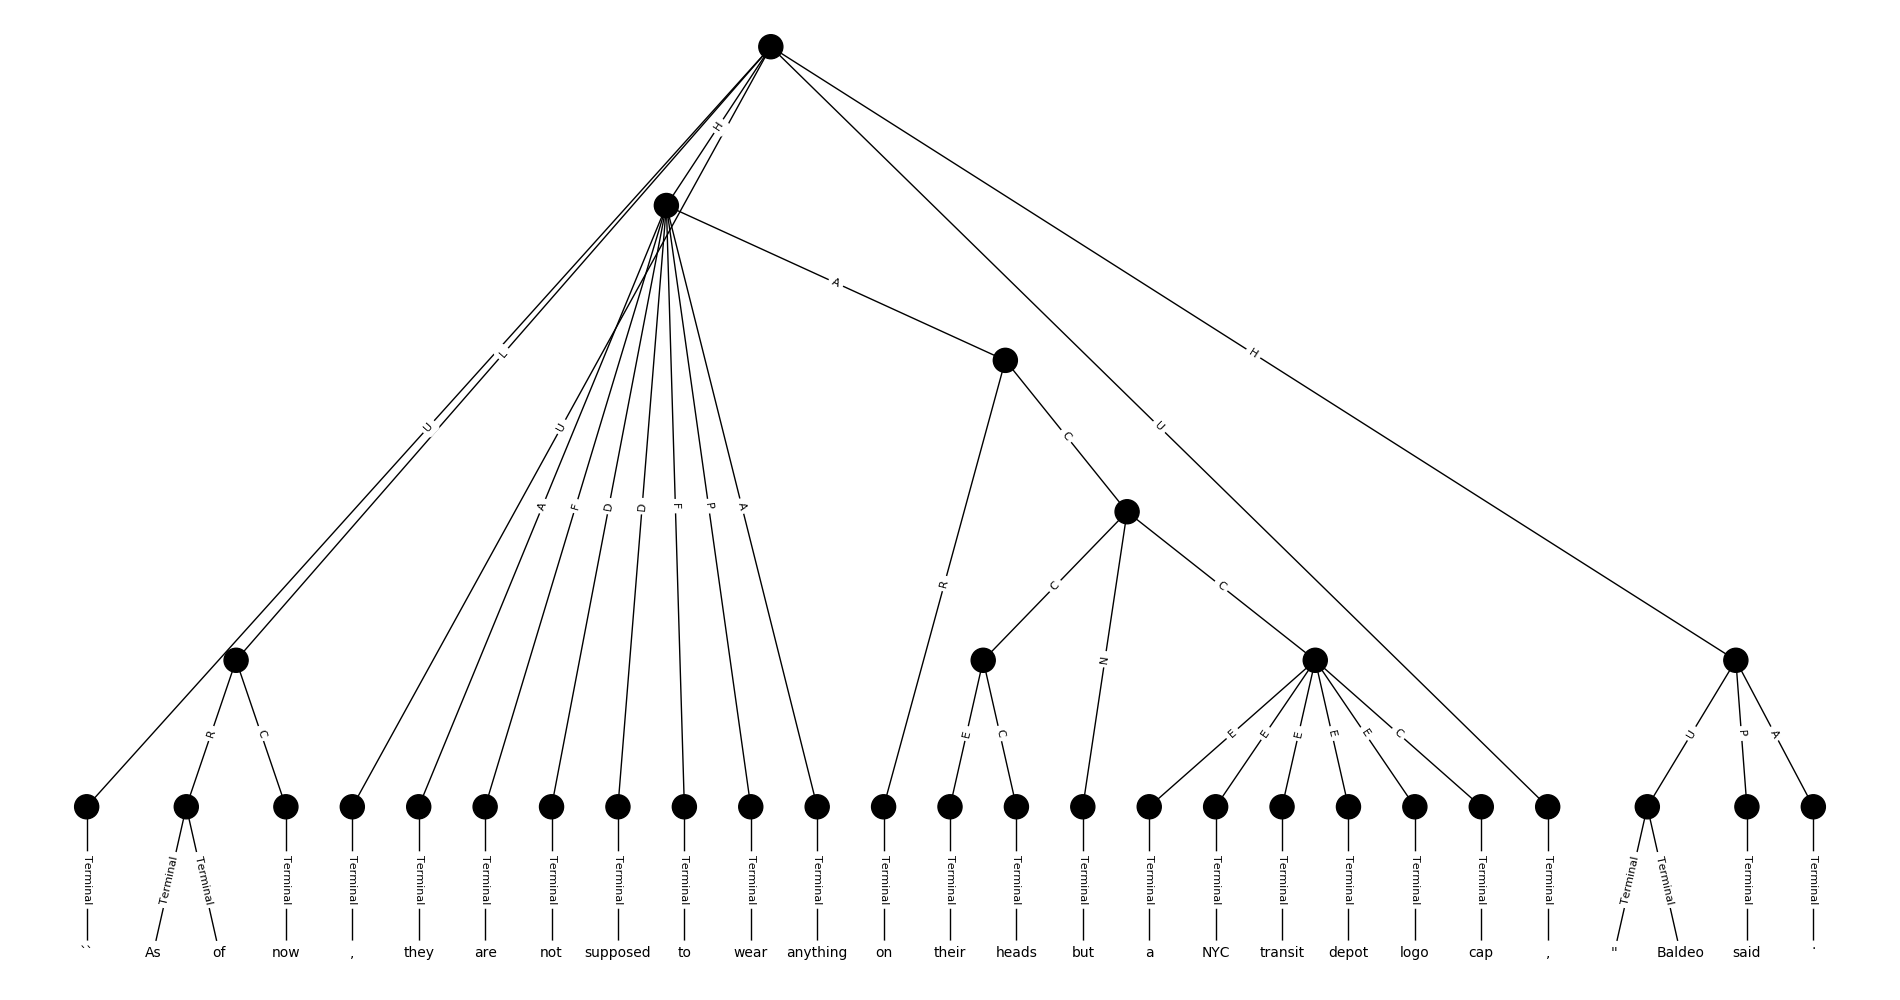 H
A
L
H
U
U
U
C
A
F
D
D
F
P
A
R
C
C
N
R
C
E
C
E
E
E
E
E
C
U
P
A
Terminal Terminal Terminal Terminal Terminal Terminal Terminal Terminal Terminal Terminal Terminal Terminal Terminal Terminal Terminal Terminal Terminal Terminal Terminal Terminal Terminal Terminal Terminal Terminal Terminal Terminal Terminal
`` As of now , they are not supposed to wear anything on their heads but a NYC transit depot logo cap , " Baldeo said .